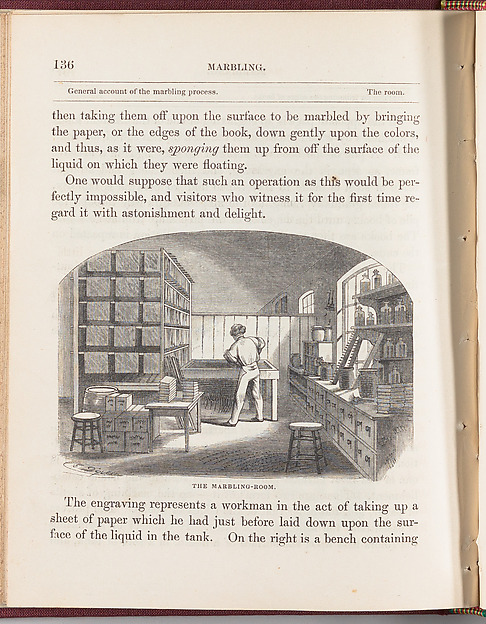 136
MARBLING.
General account of the marbling process.
The room.
then taking them off upon the surface to be marbled by bringing
the paper, or the edges of the book, down gently upon the colors,
and thus, as it were, sponging them up from off the surface of the
liquid on which they were floating.
One would suppose that such an operation as this would be per-
fectly impossible, and visitors who witness it for the first time re-
gard it with astonishment and delight.
THE MARBLING-ROOM.
The engraving represents a workman in the act of taking up a
sheet of paper which he had just before laid down upon the sur-
face of the liquid in the tank. On the right is a bench containing